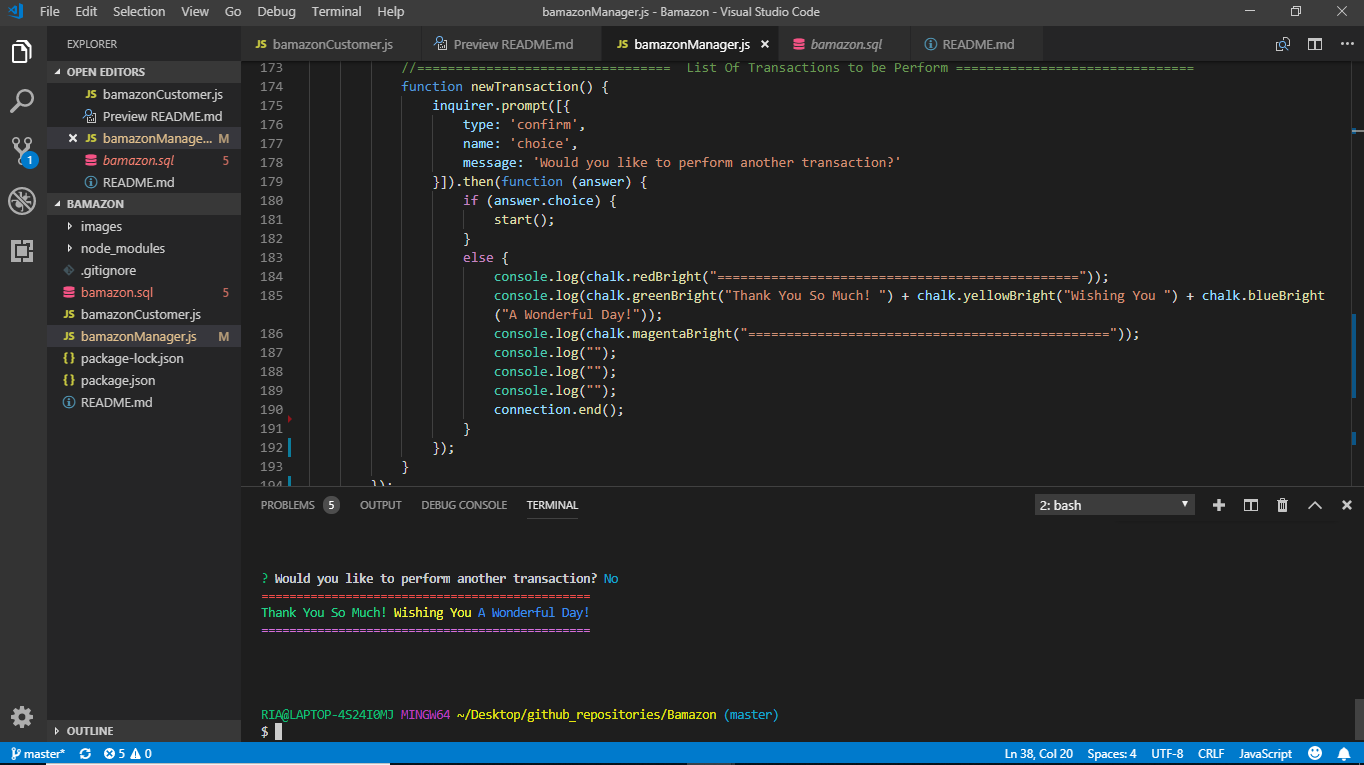 File Edit Selection View Go Debug Terminal Help
bamazonManager.js - Bamazon - Visual Studio Code
EXPLORER
OPEN EDITORS
JS bamazonCustomer.js
Preview README.md
JS bamazonManage... M
bamazon.sql 5
README.md
BAMAZON
images
node_modules
.gitignore
bamazon.sql 5
JS bamazonCustomer.js
JS bamazonManager.js M
{} package-lock.json
{} package.json
README.md
OUTLINE
1
JS bamazonCustomer.js
Preview README.md
JS bamazonManager.js
bamazon.sql
README.md
173 //================================= List Of Transactions to be Perform ===============================
174 function newTransaction() {
175 inquirer.prompt([{
176 type: 'confirm',
177 name: 'choice',
178 message: 'Would you like to perform another transaction?'
179 }]).then(function (answer) {
180 if (answer.choice) {
181 start();
182 }
183 else {
184 console.log(chalk.redBright("==============================================="));
185 console.log(chalk.greenBright("Thank You So Much! ") + chalk.yellowBright("Wishing You ") + chalk.blueBright
("A Wonderful Day!"));
186 console.log(chalk.magentaBright("==============================================="));
187 console.log("");
188 console.log("");
189 console.log("");
190 connection.end();
191 }
192 });
193 }
194 });
PROBLEMS 5 OUTPUT DEBUG CONSOLE TERMINAL
2: bash
? Would you like to perform another transaction? No
===============================================
Thank You So Much! Wishing You A Wonderful Day!
===============================================
RIA@LAPTOP-4S24I0MJ MINGW64 ~/Desktop/github_repositories/Bamazon (master)
$
master* 5 0
Ln 38, Col 20 Spaces: 4 UTF-8 CRLF JavaScript